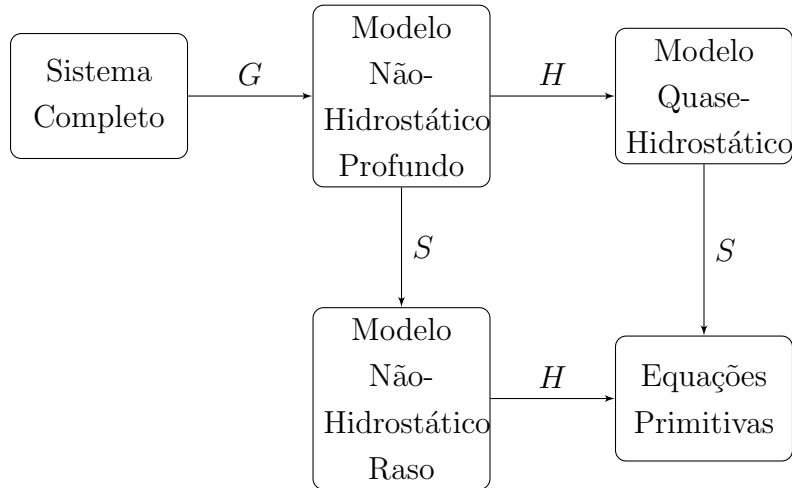 Sistema
Completo
G
Modelo
Não-
Hidrostático
Profundo
H
Modelo
Quase-
Hidrostático
S
S
Modelo
Não-
Hidrostático
Raso
H
Equações
Primitivas